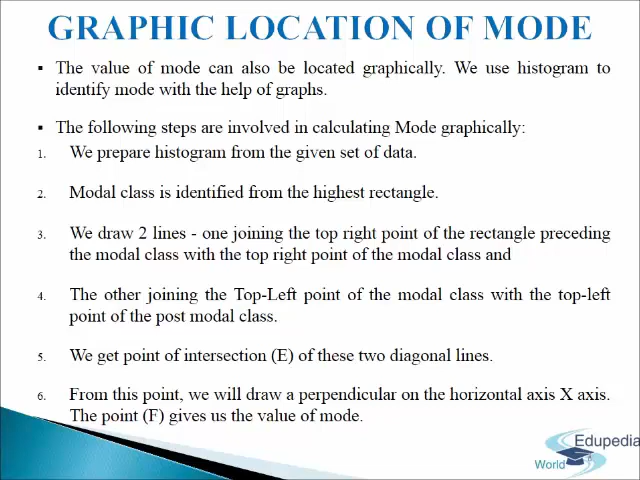 GRAPHIC LOCATION OF MODE
▪ The value of mode can also be located graphically. We use histogram to
identify mode with the help of graphs.
▪ The following steps are involved in calculating Mode graphically:
1. We prepare histogram from the given set of data.
2. Modal class is identified from the highest rectangle.
3. We draw 2 lines - one joining the top right point of the rectangle preceding
the modal class with the top right point of the modal class and
4. The other joining the Top-Left point of the modal class with the top-left
point of the post modal class.
5. We get point of intersection (E) of these two diagonal lines.
6. From this point, we will draw a perpendicular on the horizontal axis X axis.
The point (F) gives us the value of mode.
Edupedia
World